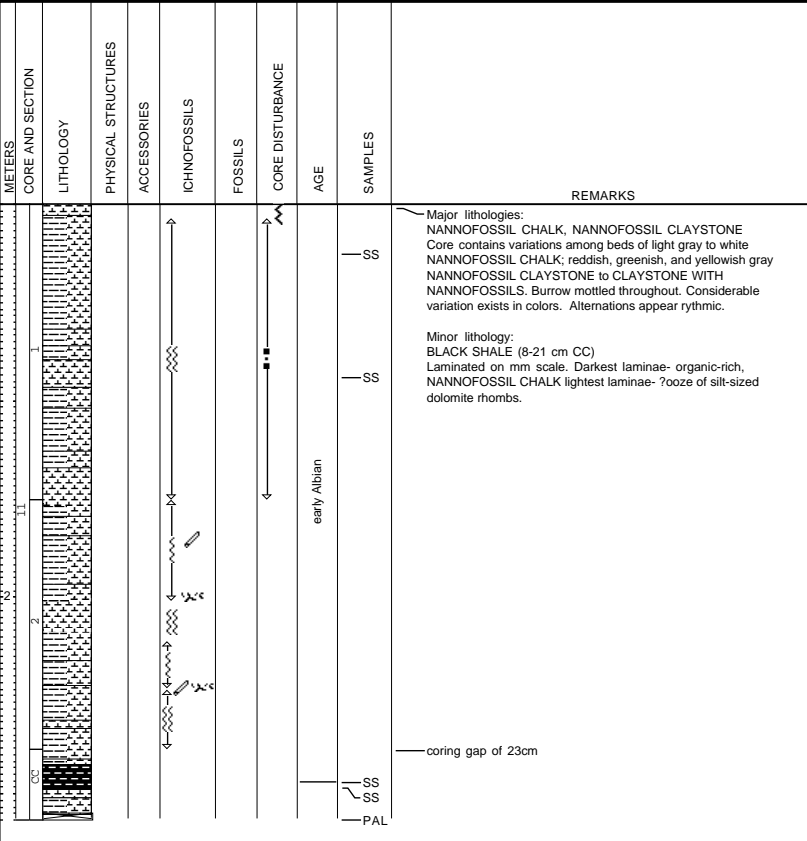 METERS
CORE AND SECTION
LITHOLOGY
PHYSICAL STRUCTURES
ACCESSORIES
ICHNOFOSSILS
FOSSILS
CORE DISTURBANCE
AGE
SAMPLES
REMARKS
Major lithologies:
NANNOFOSSIL CHALK, NANNOFOSSIL CLAYSTONE
Core contains variations among beds of light gray to white
NANNOFOSSIL CHALK; reddish, greenish, and yellowish gray
NANNOFOSSIL CLAYSTONE to CLAYSTONE WITH
NANNOFOSSILS. Burrow mottled throughout. Considerable
variation exists in colors. Alternations appear rythmic.
Minor lithology:
BLACK SHALE (8-21 cm CC)
Laminated on mm scale. Darkest laminae- organic-rich,
NANNOFOSSIL CHALK lightest laminae- ?ooze of silt-sized
dolomite rhombs.
SS
1
SS
early Albian
11
2
2
coring gap of 23cm
CC
SS
SS
PAL